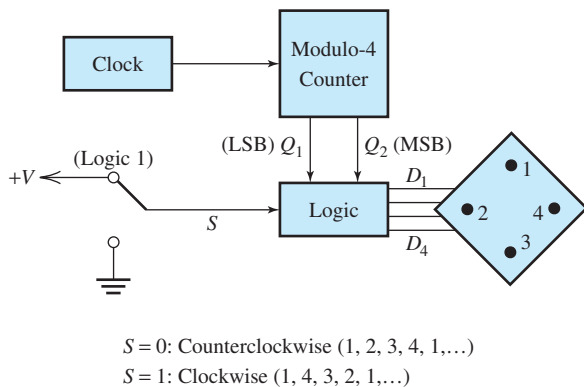 Clock
Modulo-4
Counter
(LSB) Q₁
Q₂ (MSB)
(Logic 1)
+V
S
Logic
D₁
D₄
1
2
4
3
S = 0: Counterclockwise (1, 2, 3, 4, 1,...)
S = 1: Clockwise (1, 4, 3, 2, 1,...)